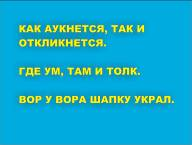 КАК АУКНЕТСЯ, ТАК И
ОТКЛИКНЕТСЯ.
ГДЕ УМ, ТАМ И ТОЛК.
ВОР У ВОРА ШАПКУ УКРАЛ.